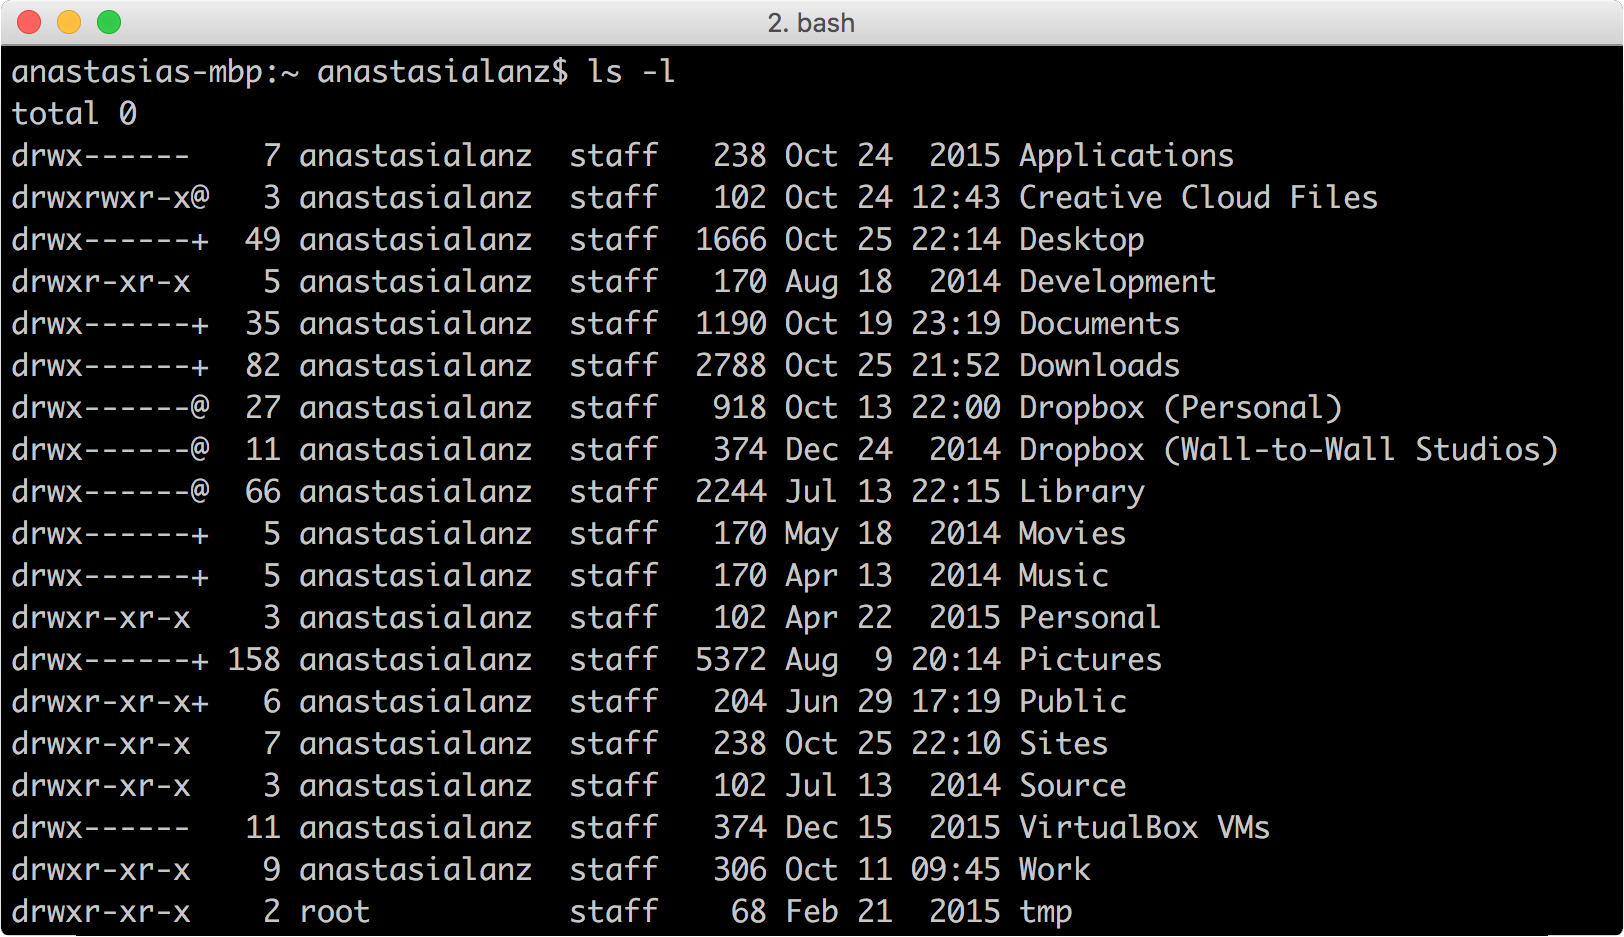 2. bash
anastasias-mbp:~ anastasialanz$ ls -l
total 0
drwx------    7 anastasialanz  staff   238 Oct 24  2015 Applications
drwxrwxr-x@   3 anastasialanz  staff   102 Oct 24 12:43 Creative Cloud Files
drwx------+  49 anastasialanz  staff  1666 Oct 25 22:14 Desktop
drwxr-xr-x    5 anastasialanz  staff   170 Aug 18  2014 Development
drwx------+  35 anastasialanz  staff  1190 Oct 19 23:19 Documents
drwx------+  82 anastasialanz  staff  2788 Oct 25 21:52 Downloads
drwx------@  27 anastasialanz  staff   918 Oct 13 22:00 Dropbox (Personal)
drwx------@  11 anastasialanz  staff   374 Dec 24  2014 Dropbox (Wall-to-Wall Studios)
drwx------@  66 anastasialanz  staff  2244 Jul 13 22:15 Library
drwx------+   5 anastasialanz  staff   170 May 18  2014 Movies
drwx------+   5 anastasialanz  staff   170 Apr 13  2014 Music
drwxr-xr-x    3 anastasialanz  staff   102 Apr 22  2015 Personal
drwx------+ 158 anastasialanz  staff  5372 Aug  9 20:14 Pictures
drwxr-xr-x+   6 anastasialanz  staff   204 Jun 29 17:19 Public
drwxr-xr-x    7 anastasialanz  staff   238 Oct 25 22:10 Sites
drwxr-xr-x    3 anastasialanz  staff   102 Jul 13  2014 Source
drwx------   11 anastasialanz  staff   374 Dec 15  2015 VirtualBox VMs
drwxr-xr-x    9 anastasialanz  staff   306 Oct 11 09:45 Work
drwxr-xr-x    2 root           staff    68 Feb 21  2015 tmp